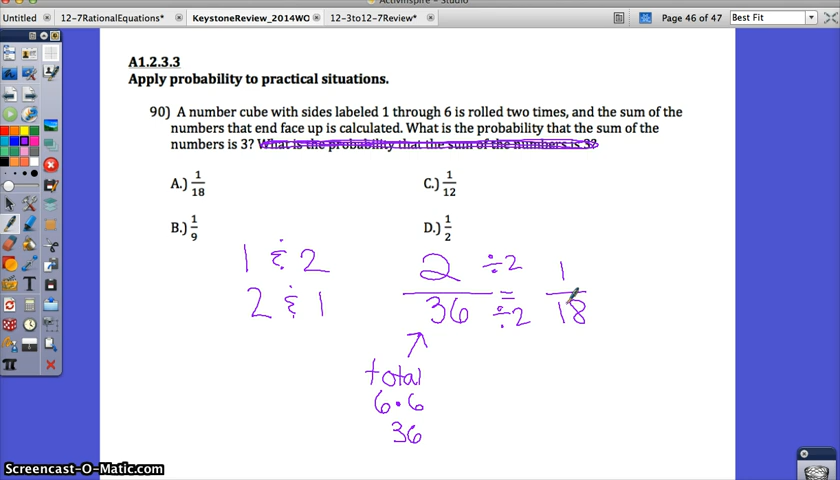 ActivInspire - Studio
Untitled
12-7RationalEquations*
KeystoneReview_2014WO
12-3to12-7Review*
Page 46 of 47
Best Fit
A1.2.3.3
Apply probability to practical situations.
90) A number cube with sides labeled 1 through 6 is rolled two times, and the sum of the
numbers that end face up is calculated. What is the probability that the sum of the
numbers is 3? What is the probability that the sum of the numbers is 3?
A.) 1/18
C.) 1/12
B.) 1/9
D.) 1/2
1 & 2
2 & 1
2 ÷2 1
=
36 ÷2 18
total
6•6
36
Screencast-O-Matic.com